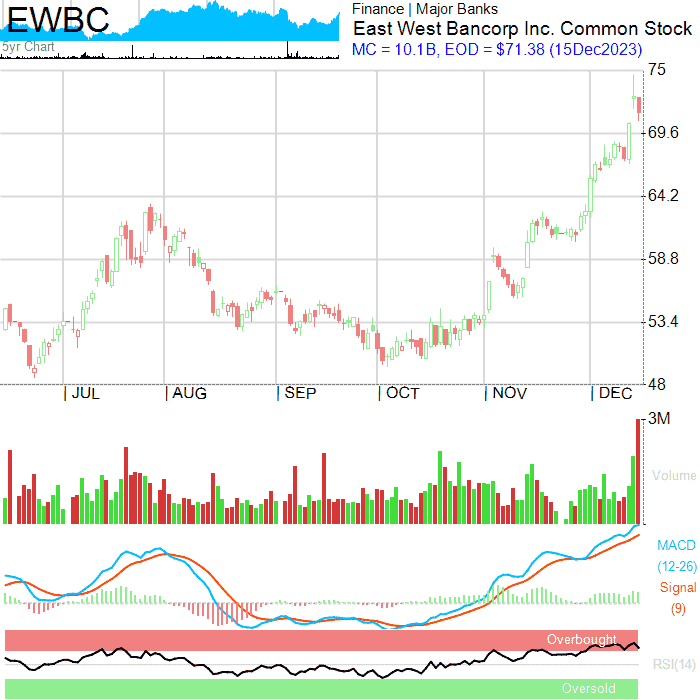 EWBC
5yr Chart
Finance | Major Banks
East West Bancorp Inc. Common Stock
MC = 10.1B, EOD = $71.38 (15Dec2023)
75
69.6
64.2
58.8
53.4
48
| JUL | AUG | SEP | OCT | NOV | DEC
3M
Volume
MACD
(12-26)
Signal
(9)
Overbought
RSI(14)
Oversold